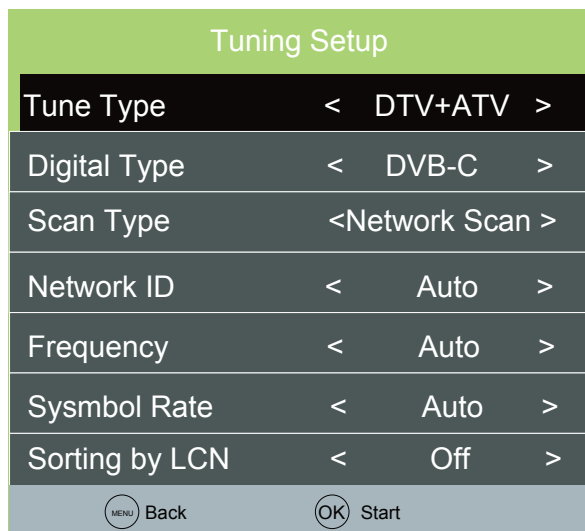 Tuning Setup
Tune Type < DTV+ATV >
Digital Type < DVB-C >
Scan Type <Network Scan >
Network ID < Auto >
Frequency < Auto >
Sysmbol Rate < Auto >
Sorting by LCN < Off >
MENU Back OK Start